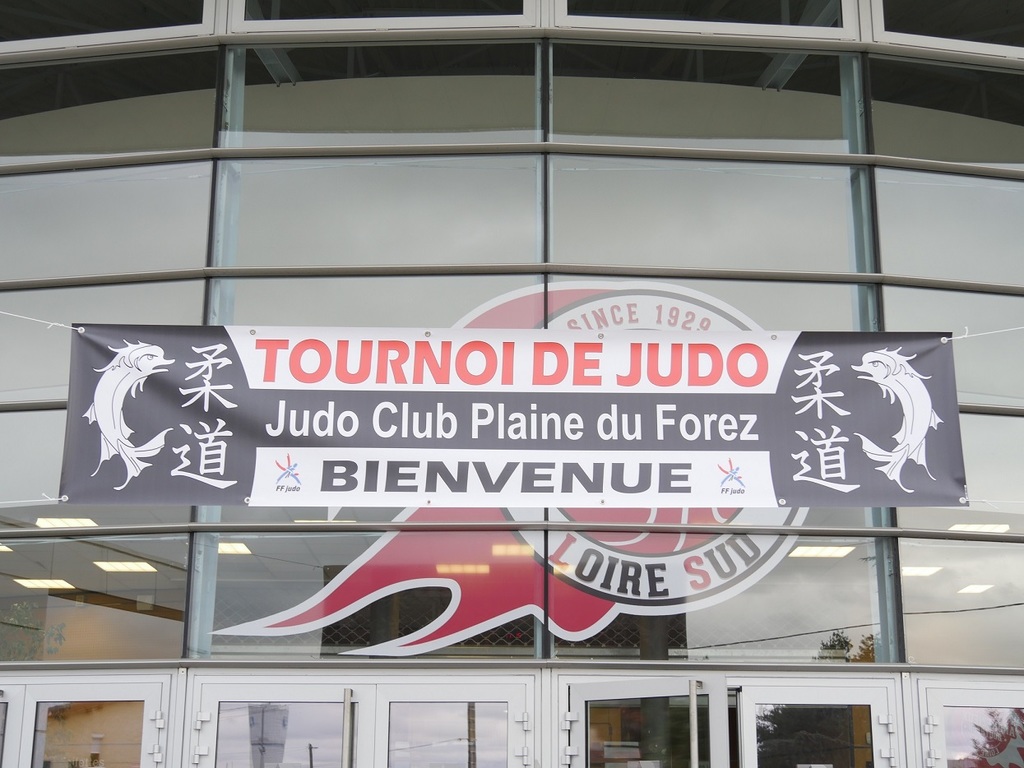 SINCE 1929
TOURNOI DE JUDO
柔道
Judo Club Plaine du Forez
柔道
FF judo
BIENVENUE
FF judo
LOIRE SUD